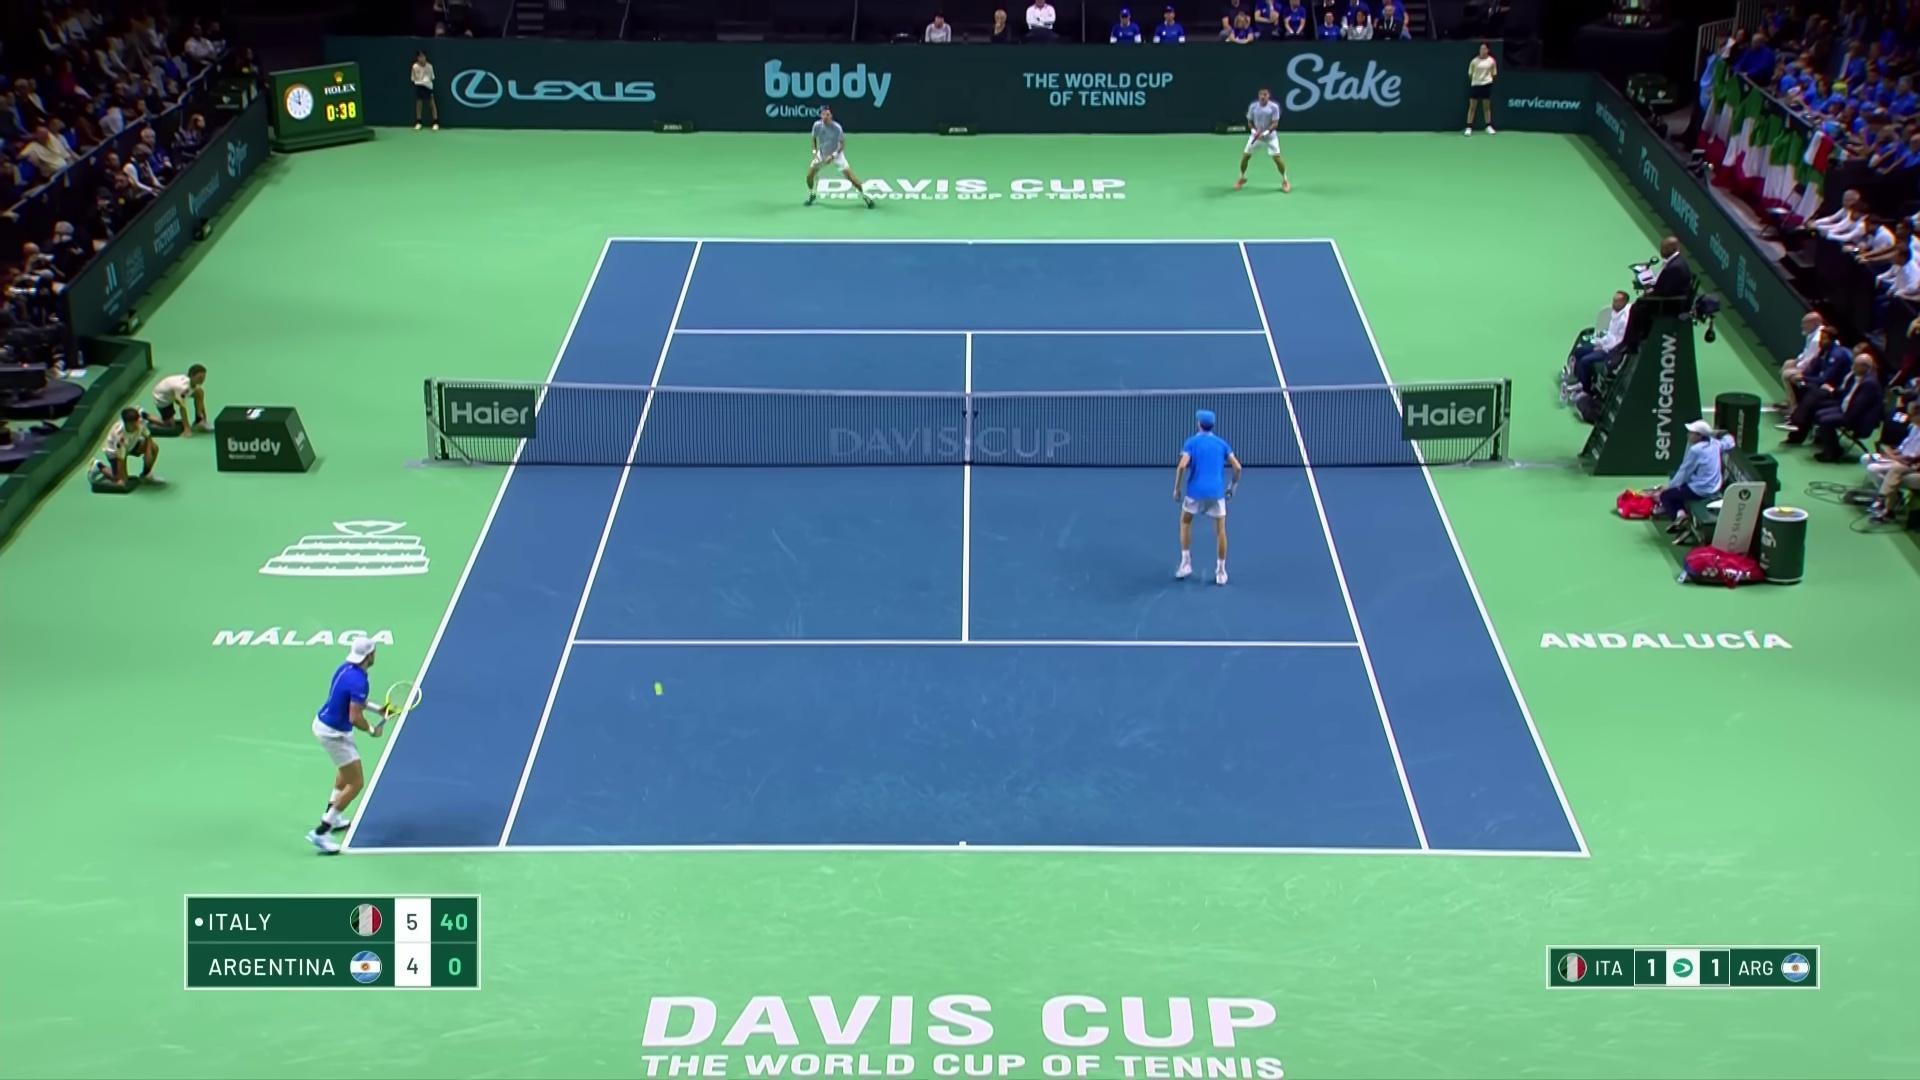 ROLEX
0:38
LEXUS
buddy
UniCredit
THE WORLD CUP
OF TENNIS
Stake
servicenow
DAVIS CUP
THE WORLD CUP OF TENNIS
MAPFRE
Haier
DAVIS CUP
Haier
servicenow
buddy
MÁLAGA
ANDALUCÍA
ITALY 5 40
ARGENTINA 4 0
ITA 1 1 ARG
DAVIS CUP
THE WORLD CUP OF TENNIS